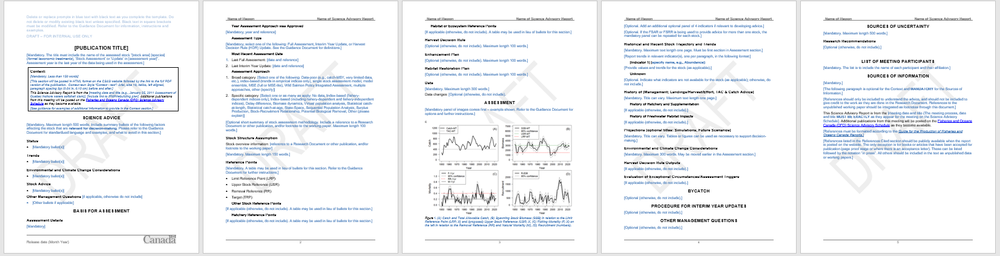 Delete or replace prompts in blue text with black text as you complete the template. Do
not delete or modify existing black text unless specified. Black text in square brackets
must be modified. Refer to the Guidance Document for information, instructions and
examples
DRAFT – FOR INTERNAL USE ONLY
[PUBLICATION TITLE]
[Mandatory. The title must include the name of the assessed stock "[stock area] [species]
(formal taxonomic treatments), 'Stock Assessment' or 'Update' in [assessment year]".
Assessment year is the last year of the data being used in the assessment.]
Context:
[Mandatory. Less than 150 words]
[This section will be posted in HTML format on the CSAS website followed by the link to the full PDF
version of the publication.
This Science Advisory Report is from the [meeting date and title (e.g., January 25, 2011 Assessment of
from this meeting will be posted on the Fisheries and Oceans Canada (DFO) Science Advisory
Schedule as they become available.
[See guidance for examples of additional information to provide in the Context section.]
SCIENCE ADVICE
[Mandatory. Maximum length 500 words. Include summary bullets of the following factors
affecting the stock that are relevant for decision-making. Please refer to the Guidance
Document for standardized language and examples, and what to avoid in this section.]
Status
• [Mandatory bullet(s)]
Trends
• [Mandatory bullet(s)]
Environmental and Climate Change Considerations
• [Mandatory bullet(s)]
Stock Advice
• [Mandatory bullet(s)]
Other Management Questions [if applicable, otherwise do not include]
• [Other bullets if applicable]
BASIS FOR ASSESSMENT
Assessment Details
[Mandatory]
Release date (Month Year)
Canada
Name of Region Name of Science Advisory Report
Year Assessment Approach was Approved
[Mandatory; year and reference]
Assessment Type
[Mandatory; select one of the following: Full Assessment, Interim Year Update, or Harvest
Decision Rule (HDR) Update. See the Guidance Document for definitions.]
Most Recent Assessment Date
1. Last Full Assessment: [date and reference]
2. Last Interim Year Update: [date and reference]
Assessment Approach
1. Broad category: [Select one of the following: Data-poor (e.g., catch-MSY, very limited data,
etc.), index-based (trends in empirical indices only), single stock assessment model, model
ensemble, MSE (full or MSE-lite), Wild Salmon Policy Integrated Assessment, multiple
approaches, other (specify)]
2. Specific category: [Select one or as many as apply: No data, Index-based (fishery-
dependent indices only), Index-based (including fishery-dependent and fishery-independent
indices), Delay difference, Biomass dynamics, Virtual population analysis, Statistical catch-
at-length, Statistical catch-at-age, State-Space, Sequential Population Analysis, Surplus
Production, Stock-Recruitment Relationship, Potential Biological Removal, Other (please
explain)]
[Optional short summary of stock assessment methodology. Include a reference to a Research
Document or other publication, and/or footnote to the working paper. Maximum length 100
words.]
Stock Structure Assumption
Stock overview information: [reference to a Research Document or other publication, and/or
footnote to the working paper]
[Mandatory. Maximum length 150 words.]
Reference Points
[Mandatory. A table may be used in lieu of bullets for this section. Refer to the Guidance
Document for further instructions.]
• Limit Reference Point (LRP):
• Upper Stock Reference (USR):
• Removal Reference (RR):
• Target (TRP):
Other Stock Reference Points
[If applicable (otherwise, do not include). A table may be used in lieu of bullets for this section.]
Hatchery Reference Points
[If applicable (otherwise, do not include). A table may be used in lieu of bullets for this section.]
2
Name of Region Name of Science Advisory Report
Habitat or Ecosystem Reference Points
[If applicable (otherwise, do not include). A table may be used in lieu of bullets for this section.]
Harvest Decision Rule
[Optional (otherwise, do not include). Maximum length 100 words.]
Enhancement Plan
[Optional (otherwise, do not include). Maximum length 100 words.]
Habitat Restoration Plan
[Optional (otherwise, do not include). Maximum length 100 words.]
Data
[Mandatory. Maximum length 300 words.]
Data changes: [Optional (otherwise, do not include).
ASSESSMENT
[Mandatory panel of images comes first – example shown. Refer to the Guidance Document for
options and further instructions.]
C
Catch-MT
TAC-MT
(A)
Catch
Year
SSB-MT
95% confidence
USR-MT
LRP-MT
(B)
Biomass
Year
95% confidence
(C)
Mortality
Year
95% confidence
(D)
Recruitment
Year
Figure 1. (A) Catch and Total Allowable Catch, (B) Spawning Stock Biomass (SSB) in relation to the Limit
Reference Point (LRP; X) and (proposed) Upper Stock Reference (USR; X), (C) Fishing Mortality (F; X) on
the left in relation to the Removal Reference (RR) and Natural Mortality (M), (D) Recruitment (numbers).
3
Name of Region Name of Science Advisory Report
[Optional. Add an additional optional panel of 4 indicators if relevant to developing advice.]
[Optional. If the FSAR or FSRR is being used to provide advice for more than one stock, the
mandatory panel can be repeated for each stock.]
Historical and Recent Stock Trajectory and Trends
[Mandatory. Maximum text length one page. Must be first section in Assessment section.]
[Report trends in relevant indicator(s), one per paragraph, in the following format:]
[Indicator 1] [specify name, e.g., Abundance]:
[Provide values and trends for the stock (as applicable).]
Unknown
[Optional. Indicate what indicators are not available for the stock (as applicable); otherwise, do
not include.]
History of [Management; Landings/Harvest/Effort, TAC & Catch Advice]
[Mandatory. Title can vary. Maximum text length one page.]
History of Hatchery and Supplementation
[If applicable (otherwise, do not include).]
History of Freshwater Habitat Impacts
[If applicable (otherwise, do not include).]
Projections [optional titles: Simulations, Future Scenarios]
[Mandatory. Title can vary. Tables or figures can be used as necessary to support decision-
making.]
Environmental and Climate Change Considerations
[Mandatory. Maximum 300 words. May be moved earlier in the Assessment section.]
Harvest Decision Rule Outputs
[If applicable (otherwise, do not include).]
Evaluation of Exceptional Circumstances/Assessment Triggers
[If applicable (otherwise, do not include).]
BYCATCH
[Optional (otherwise, do not include).]
PROCEDURE FOR INTERIM YEAR UPDATES
[Optional (otherwise, do not include).]
OTHER MANAGEMENT QUESTIONS
[Optional (otherwise, do not include).]
4
Name of Region Name of Science Advisory Report
SOURCES OF UNCERTAINTY
[Mandatory. Maximum length 500 words.]
Research Recommendations
[Optional (otherwise, do not include).]
LIST OF MEETING PARTICIPANTS
[Mandatory. The list is to include the name of each participant and their affiliation.]
SOURCES OF INFORMATION
[Mandatory.]
[The following paragraph is optional for the Context and MANDATORY for the Sources of
Information.]
[References should only be included to understand the advice, and should not be included to
give credit to the work as they are done in the Research Document. References to
unpublished working paper should be integrated as footnotes through this document.]
This Science Advisory Report is from the [meeting date and title (The meeting process, date
and title MUST BE EXACTLY as they appear for the meeting on the Science Advisory
Schedule]. Additional publications from this meeting will be posted on the Fisheries and Oceans
Canada (DFO) Science Advisory Schedule as they become available.
[References must be formatted according to the Guide for the Production of Fisheries and
Oceans Canada Reports.]
[References listed in the References Cited section should be publicly available when the report
is posted on the website. The only exception is for books or articles that have been accepted for
publication (page proof stage or where there is an acceptance letter). These can be listed
followed by the notation 'in press'. All others should be included in the text as unpublished data
or working papers.]
5
DRAFT
DRAFT
DRAFT
DRAFT
DRAFT